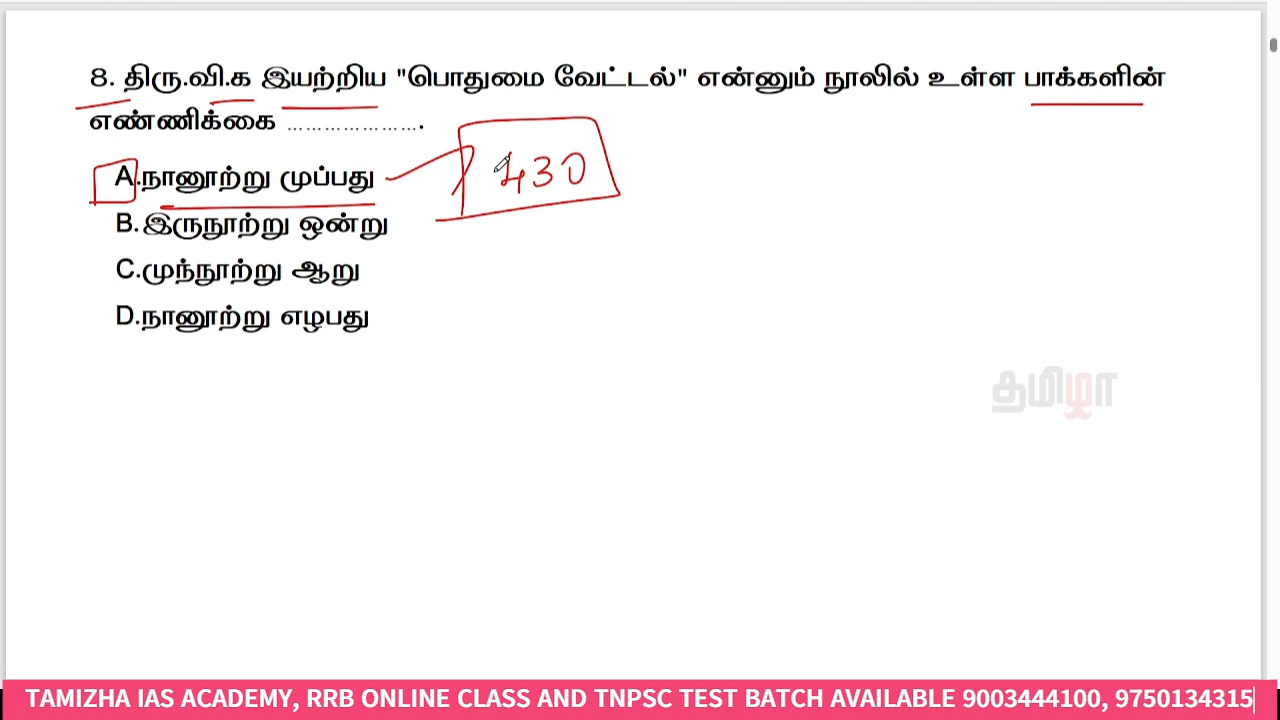 8. திரு.வி.க இயற்றிய "பொதுமை வேட்டல்" என்னும் நூலில் உள்ள பாக்களின்
எண்ணிக்கை ………………….
A.நானூற்று முப்பது
430
B.இருநூற்று ஒன்று
C.முந்நூற்று ஆறு
D.நானூற்று எழபது
தமிழா
TAMIZHA IAS ACADEMY, RRB ONLINE CLASS AND TNPSC TEST BATCH AVAILABLE 9003444100, 9750134315